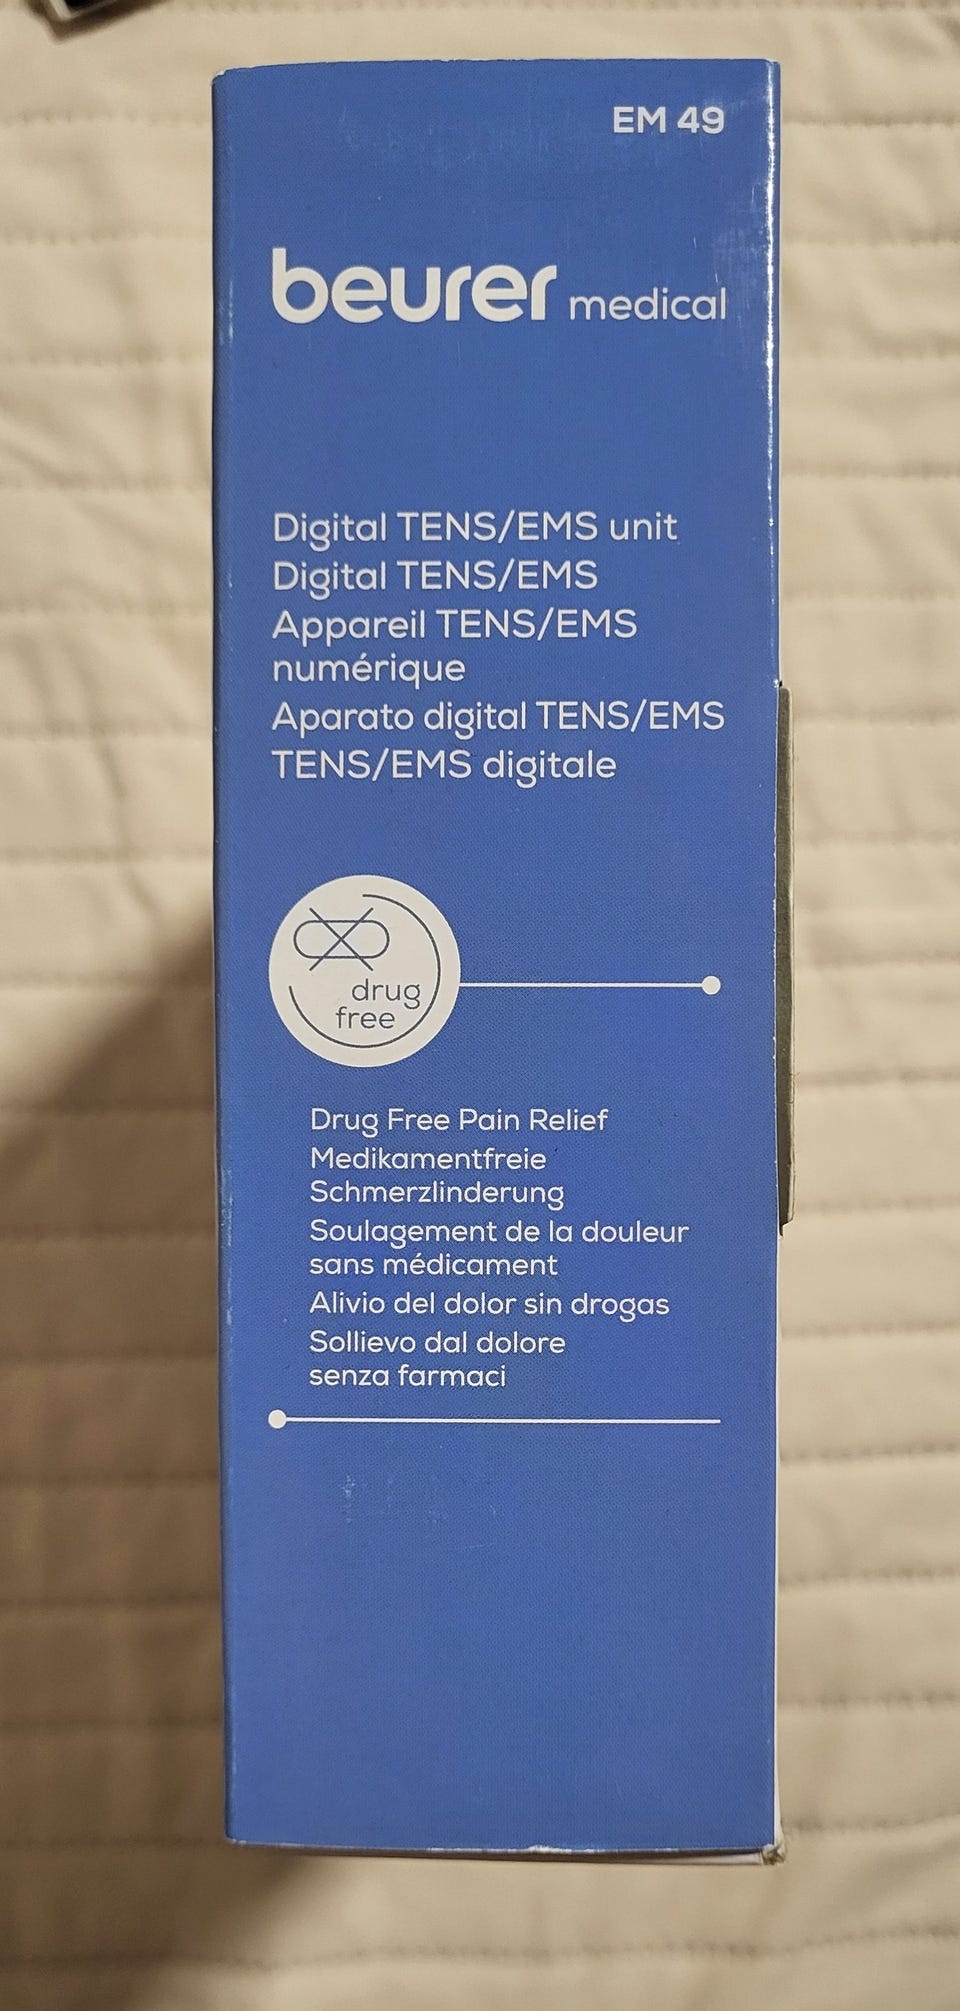 EM 49
beurer medical
Digital TENS/EMS unit
Digital TENS/EMS
Appareil TENS/EMS
numérique
Aparato digital TENS/EMS
TENS/EMS digitale
drug
free
Drug Free Pain Relief
Medikamentfreie
Schmerzlinderung
Soulagement de la douleur
sans médicament
Alivio del dolor sin drogas
Sollievo dal dolore
senza farmaci